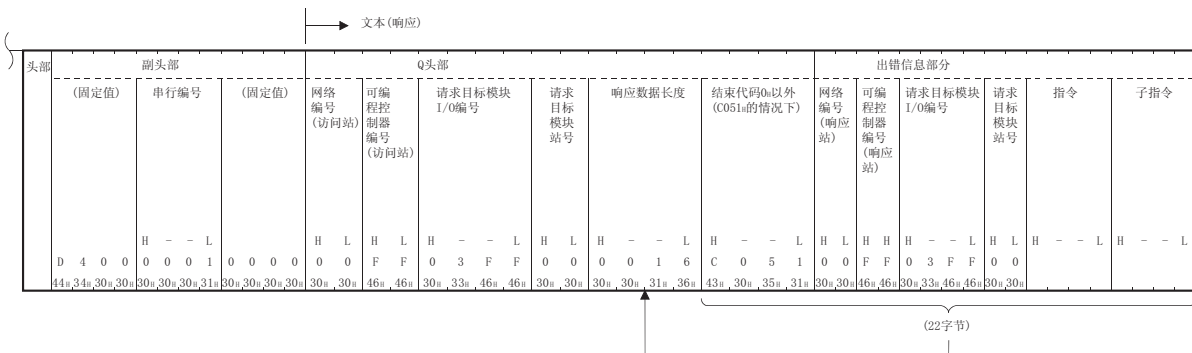 文本(响应)
头部
副头部
Q头部
出错信息部分
(固定值)
串行编号
(固定值)
网络
编号
(访问站)
可编
程控
制器
编号
(访问站)
请求目标模块
I/O编号
请求
目标
模块
站号
响应数据长度
结束代码0H以外
(C051H的情况下)
网络
编号
(响应
站)
可编
程控
制器
编号
(响应
站)
请求目标模块
I/O编号
请求
目标
模块
站号
指令
子指令
H - - L H L H L H - - L H L H - - L H - - L H L H H H - - L H L H - - L H - - L
D 4 0 0 0 0 0 1 0 0 0 0 0 0 F F 0 3 F F 0 0 0 0 1 6 C 0 5 1 0 0 F F 0 3 F F 0 0
44H 34H 30H 30H 30H 30H 30H 31H 30H 30H 30H 30H 30H 30H 46H 46H 30H 33H 46H 46H 30H 30H 30H 30H 31H 36H 43H 30H 35H 31H 30H 30H 46H 46H 30H 33H 46H 46H 30H 30H
(22字节)